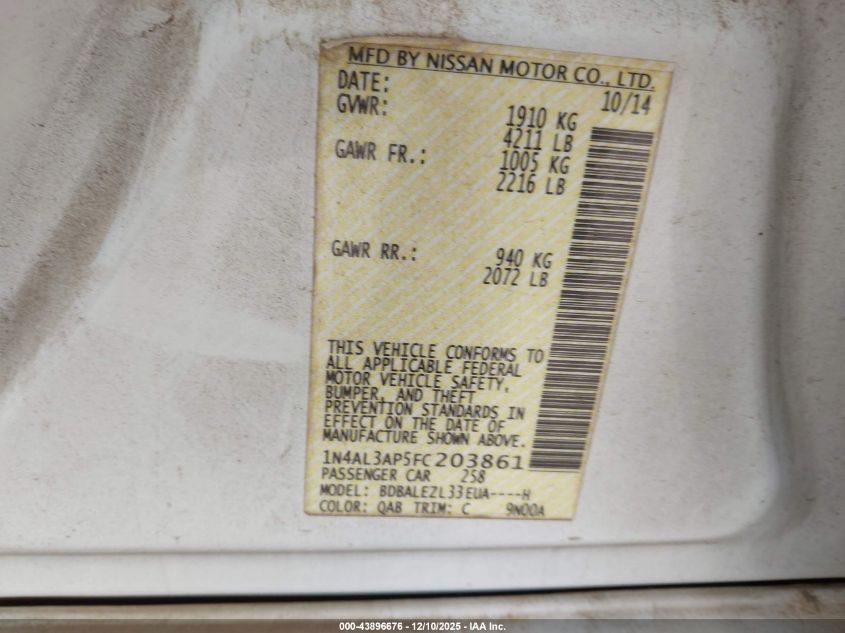 MFD BY NISSAN MOTOR CO., LTD.
DATE: 10/14
GVWR: 1910 KG
4211 LB
GAWR FR.: 1005 KG
2216 LB
GAWR RR.: 940 KG
2072 LB
THIS VEHICLE CONFORMS TO
ALL APPLICABLE FEDERAL
MOTOR VEHICLE SAFETY,
BUMPER, AND THEFT
PREVENTION STANDARDS IN
EFFECT ON THE DATE OF
MANUFACTURE SHOWN ABOVE.
1N4AL3AP5FC203861
PASSENGER CAR 258
MODEL: BDBALEZL33EUA----H
COLOR: QAB TRIM: C 9N00A
000-43896676 - 12/10/2025 - IAA Inc.